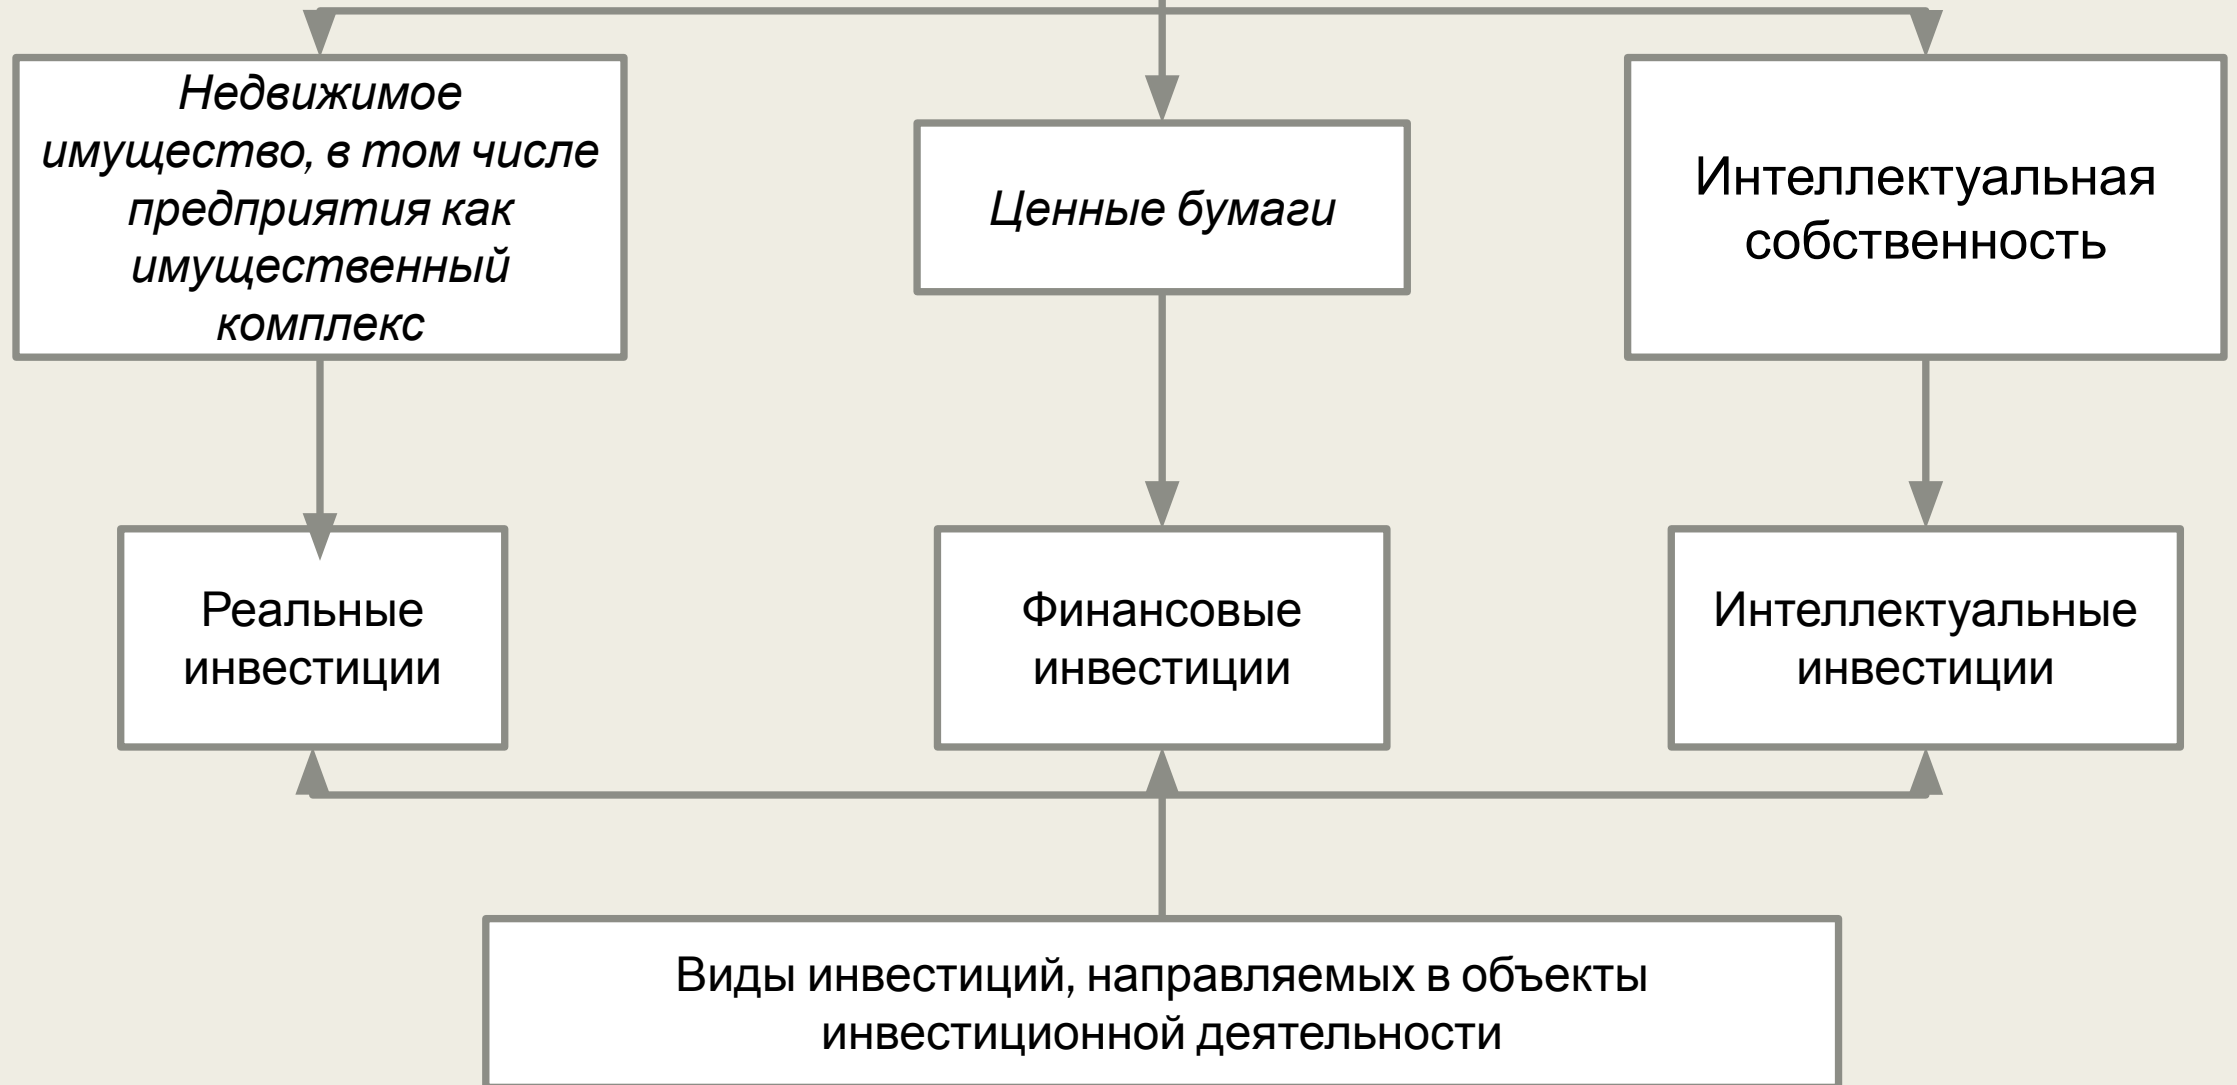 Недвижимое
имущество, в том числе
предприятия как
имущественный
комплекс
Ценные бумаги
Интеллектуальная
собственность
Реальные
инвестиции
Финансовые
инвестиции
Интеллектуальные
инвестиции
Виды инвестиций, направляемых в объекты
инвестиционной деятельности